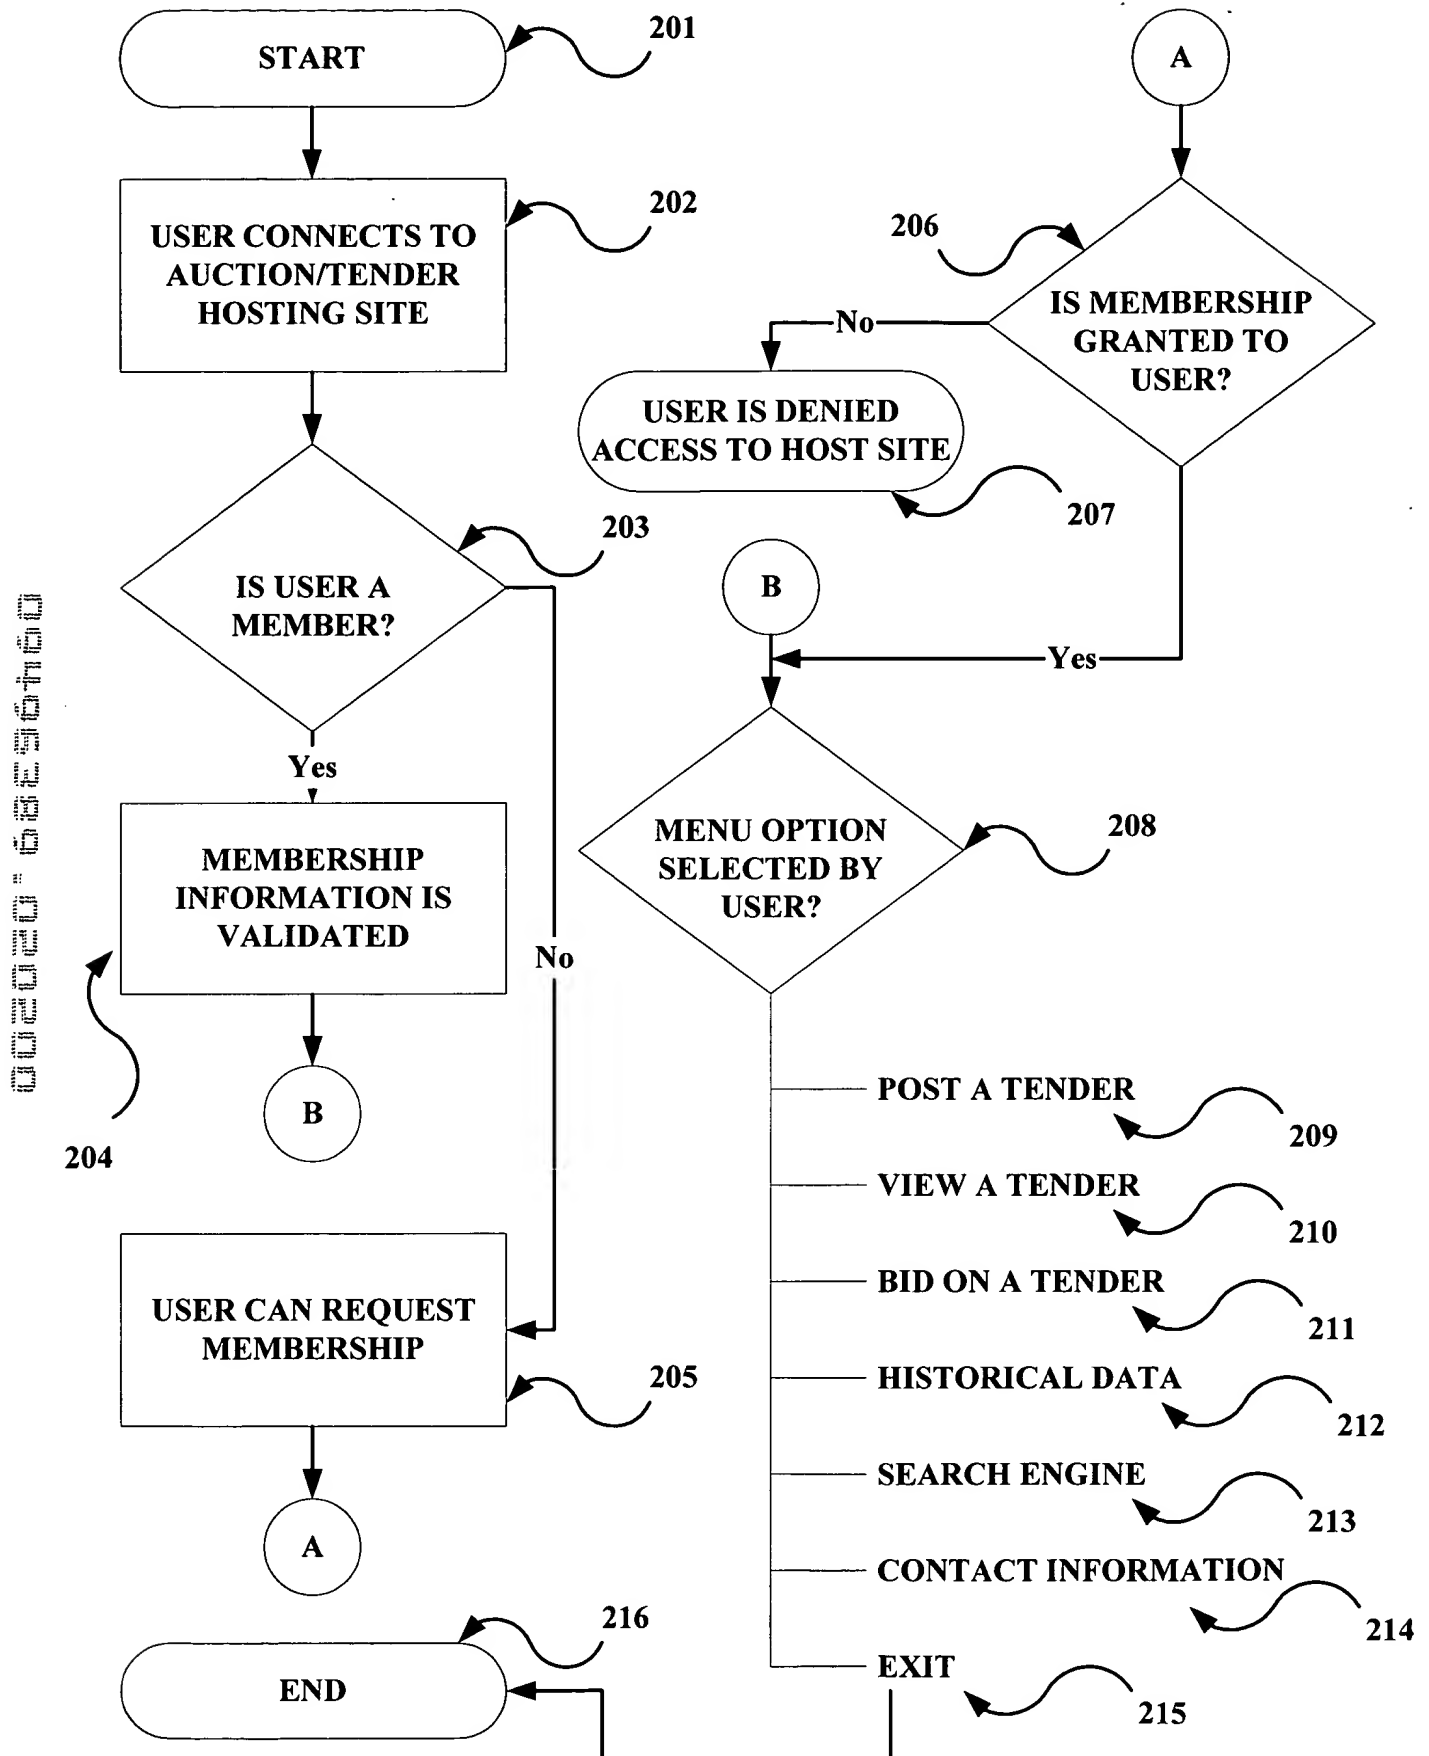 START
201
USER CONNECTS TO
AUCTION/TENDER
HOSTING SITE
202
IS USER A
MEMBER?
203
Yes
No
MEMBERSHIP
INFORMATION IS
VALIDATED
204
B
USER CAN REQUEST
MEMBERSHIP
205
A
END
216
A
206
IS MEMBERSHIP
GRANTED TO
USER?
No
USER IS DENIED
ACCESS TO HOST SITE
207
B
Yes
MENU OPTION
SELECTED BY
USER?
208
POST A TENDER
209
VIEW A TENDER
210
BID ON A TENDER
211
HISTORICAL DATA
212
SEARCH ENGINE
213
CONTACT INFORMATION
214
EXIT
215